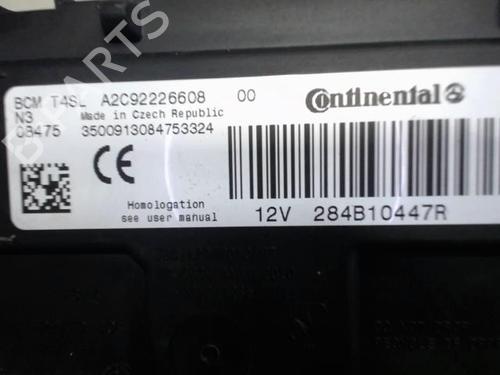 BCM T4SL A2C92226608 00
Continental
N3 Made in Czech Republic
08475 3500913084753324
CE
Homologation
see user manual
12V 284B10447R